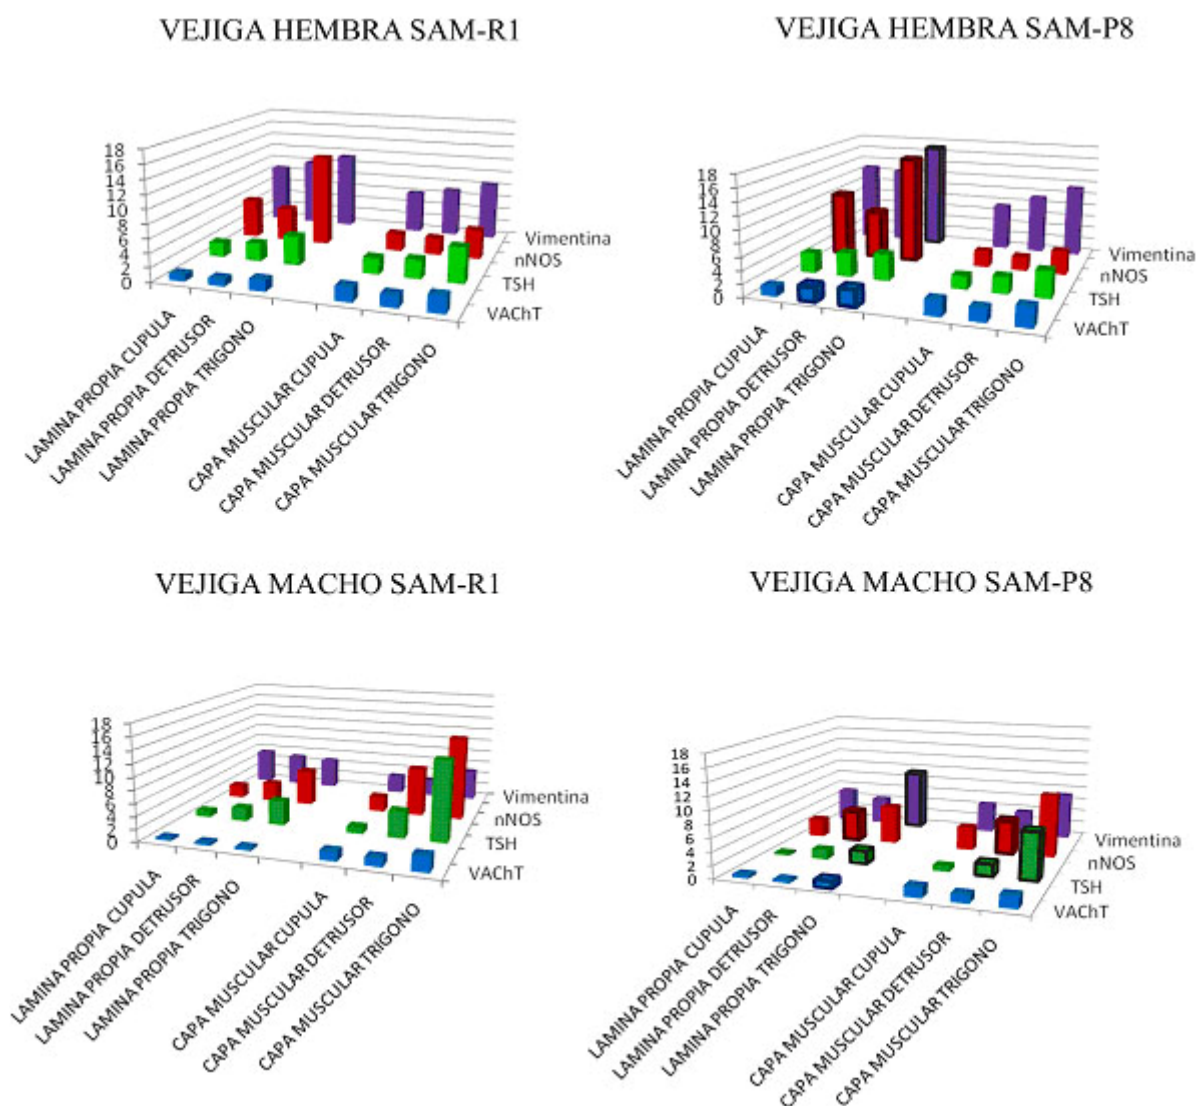 VEJIGA HEMBRA SAM-R1
18
16
14
12
10
8
6
4
2
0
Vimentina
nNOS
TSH
VAChT
LAMINA PROPIA CUPULA
LAMINA PROPIA DETRUSOR
LAMINA PROPIA TRIGONO
CAPA MUSCULAR CUPULA
CAPA MUSCULAR DETRUSOR
CAPA MUSCULAR TRIGONO
VEJIGA HEMBRA SAM-P8
18
16
14
12
10
8
6
4
2
0
Vimentina
nNOS
TSH
VAChT
LAMINA PROPIA CUPULA
LAMINA PROPIA DETRUSOR
LAMINA PROPIA TRIGONO
CAPA MUSCULAR CUPULA
CAPA MUSCULAR DETRUSOR
CAPA MUSCULAR TRIGONO
VEJIGA MACHO SAM-R1
18
16
14
12
10
8
6
4
2
0
Vimentina
nNOS
TSH
VAChT
LAMINA PROPIA CUPULA
LAMINA PROPIA DETRUSOR
LAMINA PROPIA TRIGONO
CAPA MUSCULAR CUPULA
CAPA MUSCULAR DETRUSOR
CAPA MUSCULAR TRIGONO
VEJIGA MACHO SAM-P8
18
16
14
12
10
8
6
4
2
0
Vimentina
nNOS
TSH
VAChT
LAMINA PROPIA CUPULA
LAMINA PROPIA DETRUSOR
LAMINA PROPIA TRIGONO
CAPA MUSCULAR CUPULA
CAPA MUSCULAR DETRUSOR
CAPA MUSCULAR TRIGONO